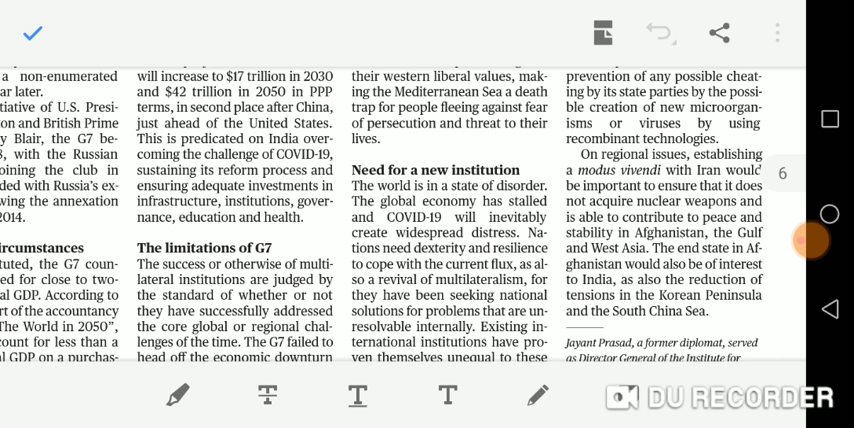 a non-enumerated
ar later.
itiative of U.S. Presi-
ton and British Prime
y Blair, the G7 be-
8, with the Russian
oining the club in
ded with Russia's ex-
wing the annexation
2014.
ircumstances
tuted, the G7 coun-
ed for close to two-
al GDP. According to
rt of the accountancy
The World in 2050",
count for less than a
l GDP on a purchas-
will increase to $17 trillion in 2030
and $42 trillion in 2050 in PPP
terms, in second place after China,
just ahead of the United States.
This is predicated on India over-
coming the challenge of COVID-19,
sustaining its reform process and
ensuring adequate investments in
infrastructure, institutions, gover-
nance, education and health.
The limitations of G7
The success or otherwise of multi-
lateral institutions are judged by
the standard of whether or not
they have successfully addressed
the core global or regional chal-
lenges of the time. The G7 failed to
head off the economic downturn
their western liberal values, mak-
ing the Mediterranean Sea a death
trap for people fleeing against fear
of persecution and threat to their
lives.
Need for a new institution
The world is in a state of disorder.
The global economy has stalled
and COVID-19 will inevitably
create widespread distress. Na-
tions need dexterity and resilience
to cope with the current flux, as al-
so a revival of multilateralism, for
they have been seeking national
solutions for problems that are un-
resolvable internally. Existing in-
ternational institutions have pro-
ven themselves unequal to these
prevention of any possible cheat-
ing by its state parties by the possi-
ble creation of new microorgan-
isms or viruses by using
recombinant technologies.
On regional issues, establishing
a modus vivendi with Iran would
be important to ensure that it does
not acquire nuclear weapons and
is able to contribute to peace and
stability in Afghanistan, the Gulf
and West Asia. The end state in Af-
ghanistan would also be of interest
to India, as also the reduction of
tensions in the Korean Peninsula
and the South China Sea.
Jayant Prasad, a former diplomat, served
as Director General of the Institute for
6
T
T
T
DU RECORDER